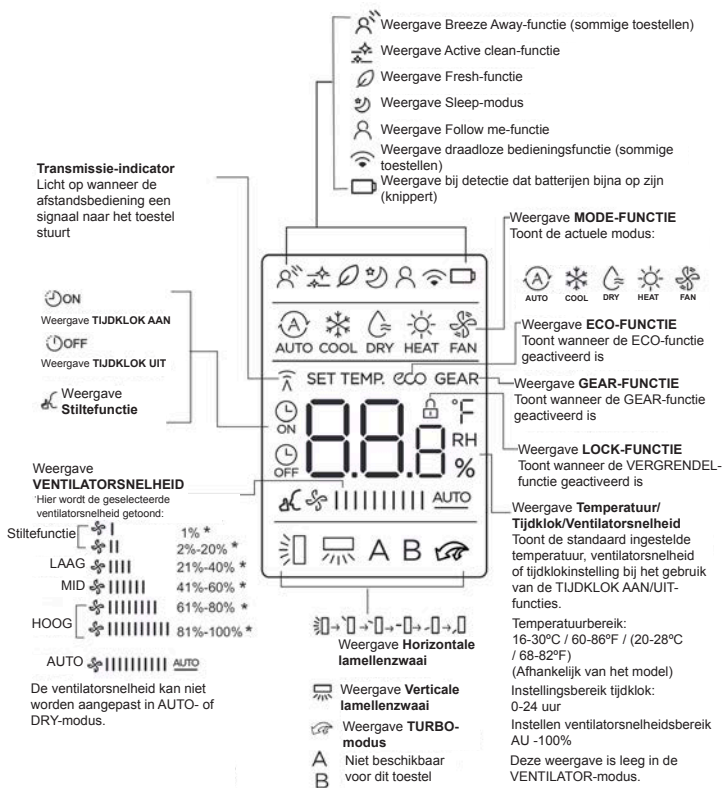 Weergave Breeze Away-functie (sommige toestellen)
Weergave Active clean-functie
Weergave Fresh-functie
Weergave Sleep-modus
Weergave Follow me-functie
Weergave draadloze bedieningsfunctie (sommige
toestellen)
Weergave bij detectie dat batterijen bijna op zijn
(knippert)
Transmissie-indicator
Licht op wanneer de
afstandsbediening een
signaal naar het toestel
stuurt
ON
Weergave TIJDKLOK AAN
OFF
Weergave TIJDKLOK UIT
Weergave
Stiltefunctie
Weergave
VENTILATORSNELHEID
*Hier wordt de geselecteerde
ventilatorsnelheid getoond:
Stiltefunctie
1% *
2%-20% *
LAAG 21%-40% *
MID 41%-60% *
HOOG
61%-80% *
81%-100% *
AUTO AUTO
De ventilatorsnelheid kan niet
worden aangepast in AUTO- of
DRY-modus.
AUTO COOL DRY HEAT FAN
SET TEMP. eco GEAR
ON
OFF
88.8
°F
RH
%
AUTO
A B
Weergave Horizontale
lamellenzwaai
Weergave Verticale
lamellenzwaai
Weergave TURBO-
modus
A Niet beschikbaar
B voor dit toestel
Weergave MODE-FUNCTIE
Toont de actuele modus:
AUTO COOL DRY HEAT FAN
Weergave ECO-FUNCTIE
Toont wanneer de ECO-functie
geactiveerd is
Weergave GEAR-FUNCTIE
Toont wanneer de GEAR-functie
geactiveerd is
Weergave LOCK-FUNCTIE
Toont wanneer de VERGRENDEL-
functie geactiveerd is
Weergave Temperatuur/
Tijdklok/Ventilatorsnelheid
Toont de standaard ingestelde
temperatuur, ventilatorsnelheid
of tijdklokinstelling bij het gebruik
van de TIJDKLOK AAN/UIT-
functies.
Temperatuurbereik:
16-30ºC / 60-86ºF / (20-28ºC
/ 68-82ºF)
(Afhankelijk van het model)
Instellingsbereik tijdklok:
0-24 uur
Instellen ventilatorsnelheidsbereik
AU -100%
Deze weergave is leeg in de
VENTILATOR-modus.